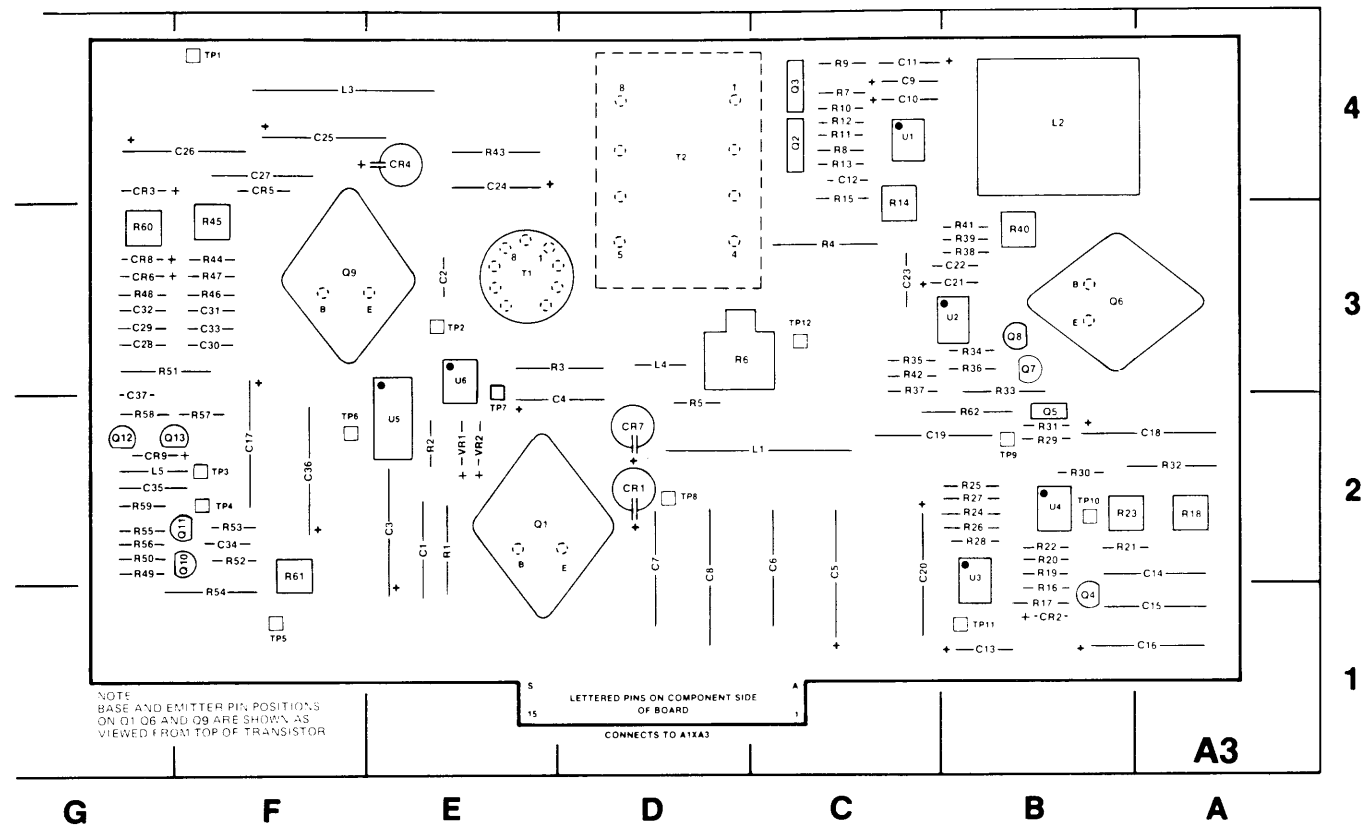 TP1
L3
+
C25
+
C26
C27
CR3 +
CR5
+ CR4
R43
C24 +
8
1
T2
5
4
Q3
Q2
R9
C11 +
+ C9
R7
+ C10
R10
R12
R11
R8
R13
C12
R15
U1
R14
L2
4
R60
R45
CR8 +
R44
CR6 +
R47
R48
R46
C32
C31
C29
C33
C28
C30
R51
Q9
B
E
C2
8
1
T1
TP2
R3
L4
R6
TP12
R4
C23
R41
R39
R38
C22
+ C21
R40
U2
B
E
Q6
Q8
Q7
R34
R36
R35
R42
R37
R33
3
C37
R58
R57
Q12
Q13
CR9 +
L5
TP3
C35
R59
TP4
R55
Q11
R53
R56
C34
R50
Q10
R52
R49
R61
R54
TP5
+
C17
C36
+
TP6
U5
U6
TP7
+
C4
R5
R2
+ VR1
+ VR2
C3
+
C1
R1
Q1
B
E
CR7
+
CR1
+
TP8
L1
C7
C8
C6
C5
+
+
C20
C19
R62
Q5
R31
R29
TP9
+
C18
R32
R30
R25
R27
R24
R26
R28
U4
TP10
R23
R18
R22
R21
R20
R19
C14
U3
R16
R17
Q4
C15
+ CR2
TP11
+ C13
+ C16
2
1
S
A
LETTERED PINS ON COMPONENT SIDE
OF BOARD
15
1
CONNECTS TO A1XA3
NOTE
BASE AND EMITTER PIN POSITIONS
ON Q1 Q6 AND Q9 ARE SHOWN AS
VIEWED FROM TOP OF TRANSISTOR
A3
G
F
E
D
C
B
A